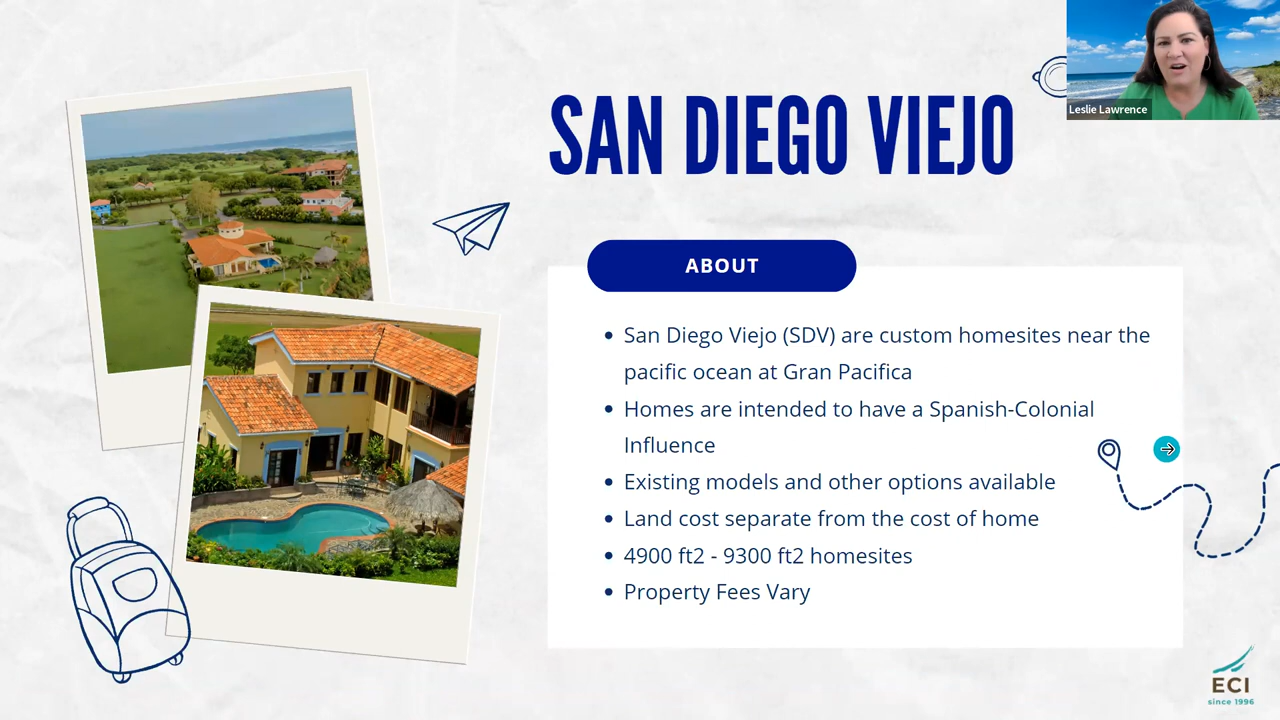 SAN DIEGO VIEJO
Leslie Lawrence
ABOUT
• San Diego Viejo (SDV) are custom homesites near the
pacific ocean at Gran Pacifica
• Homes are intended to have a Spanish-Colonial
Influence
• Existing models and other options available
• Land cost separate from the cost of home
• 4900 ft2 - 9300 ft2 homesites
• Property Fees Vary
ECI
since 1996